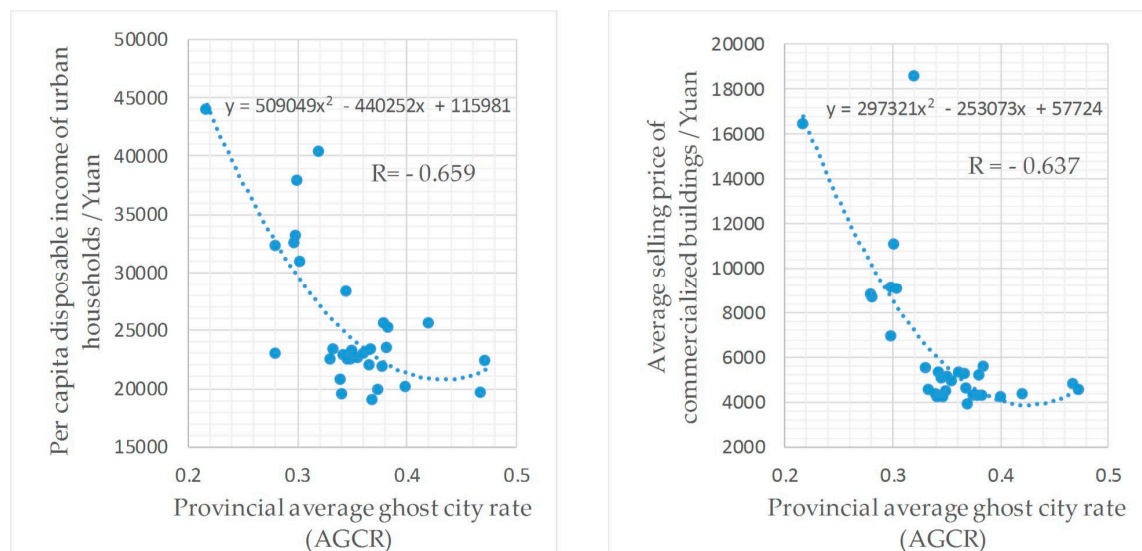 Per capita disposable income of urban
households / Yuan
50000
45000
40000
35000
30000
25000
20000
15000
y = 509049x² - 440252x + 115981
R= - 0.659
0.2 0.3 0.4 0.5
Provincial average ghost city rate
(AGCR)
Average selling price of
commercialized buildings / Yuan
20000
18000
16000
14000
12000
10000
8000
6000
4000
2000
y = 297321x² - 253073x + 57724
R = - 0.637
0.2 0.3 0.4 0.5
Provincial average ghost city rate
(AGCR)